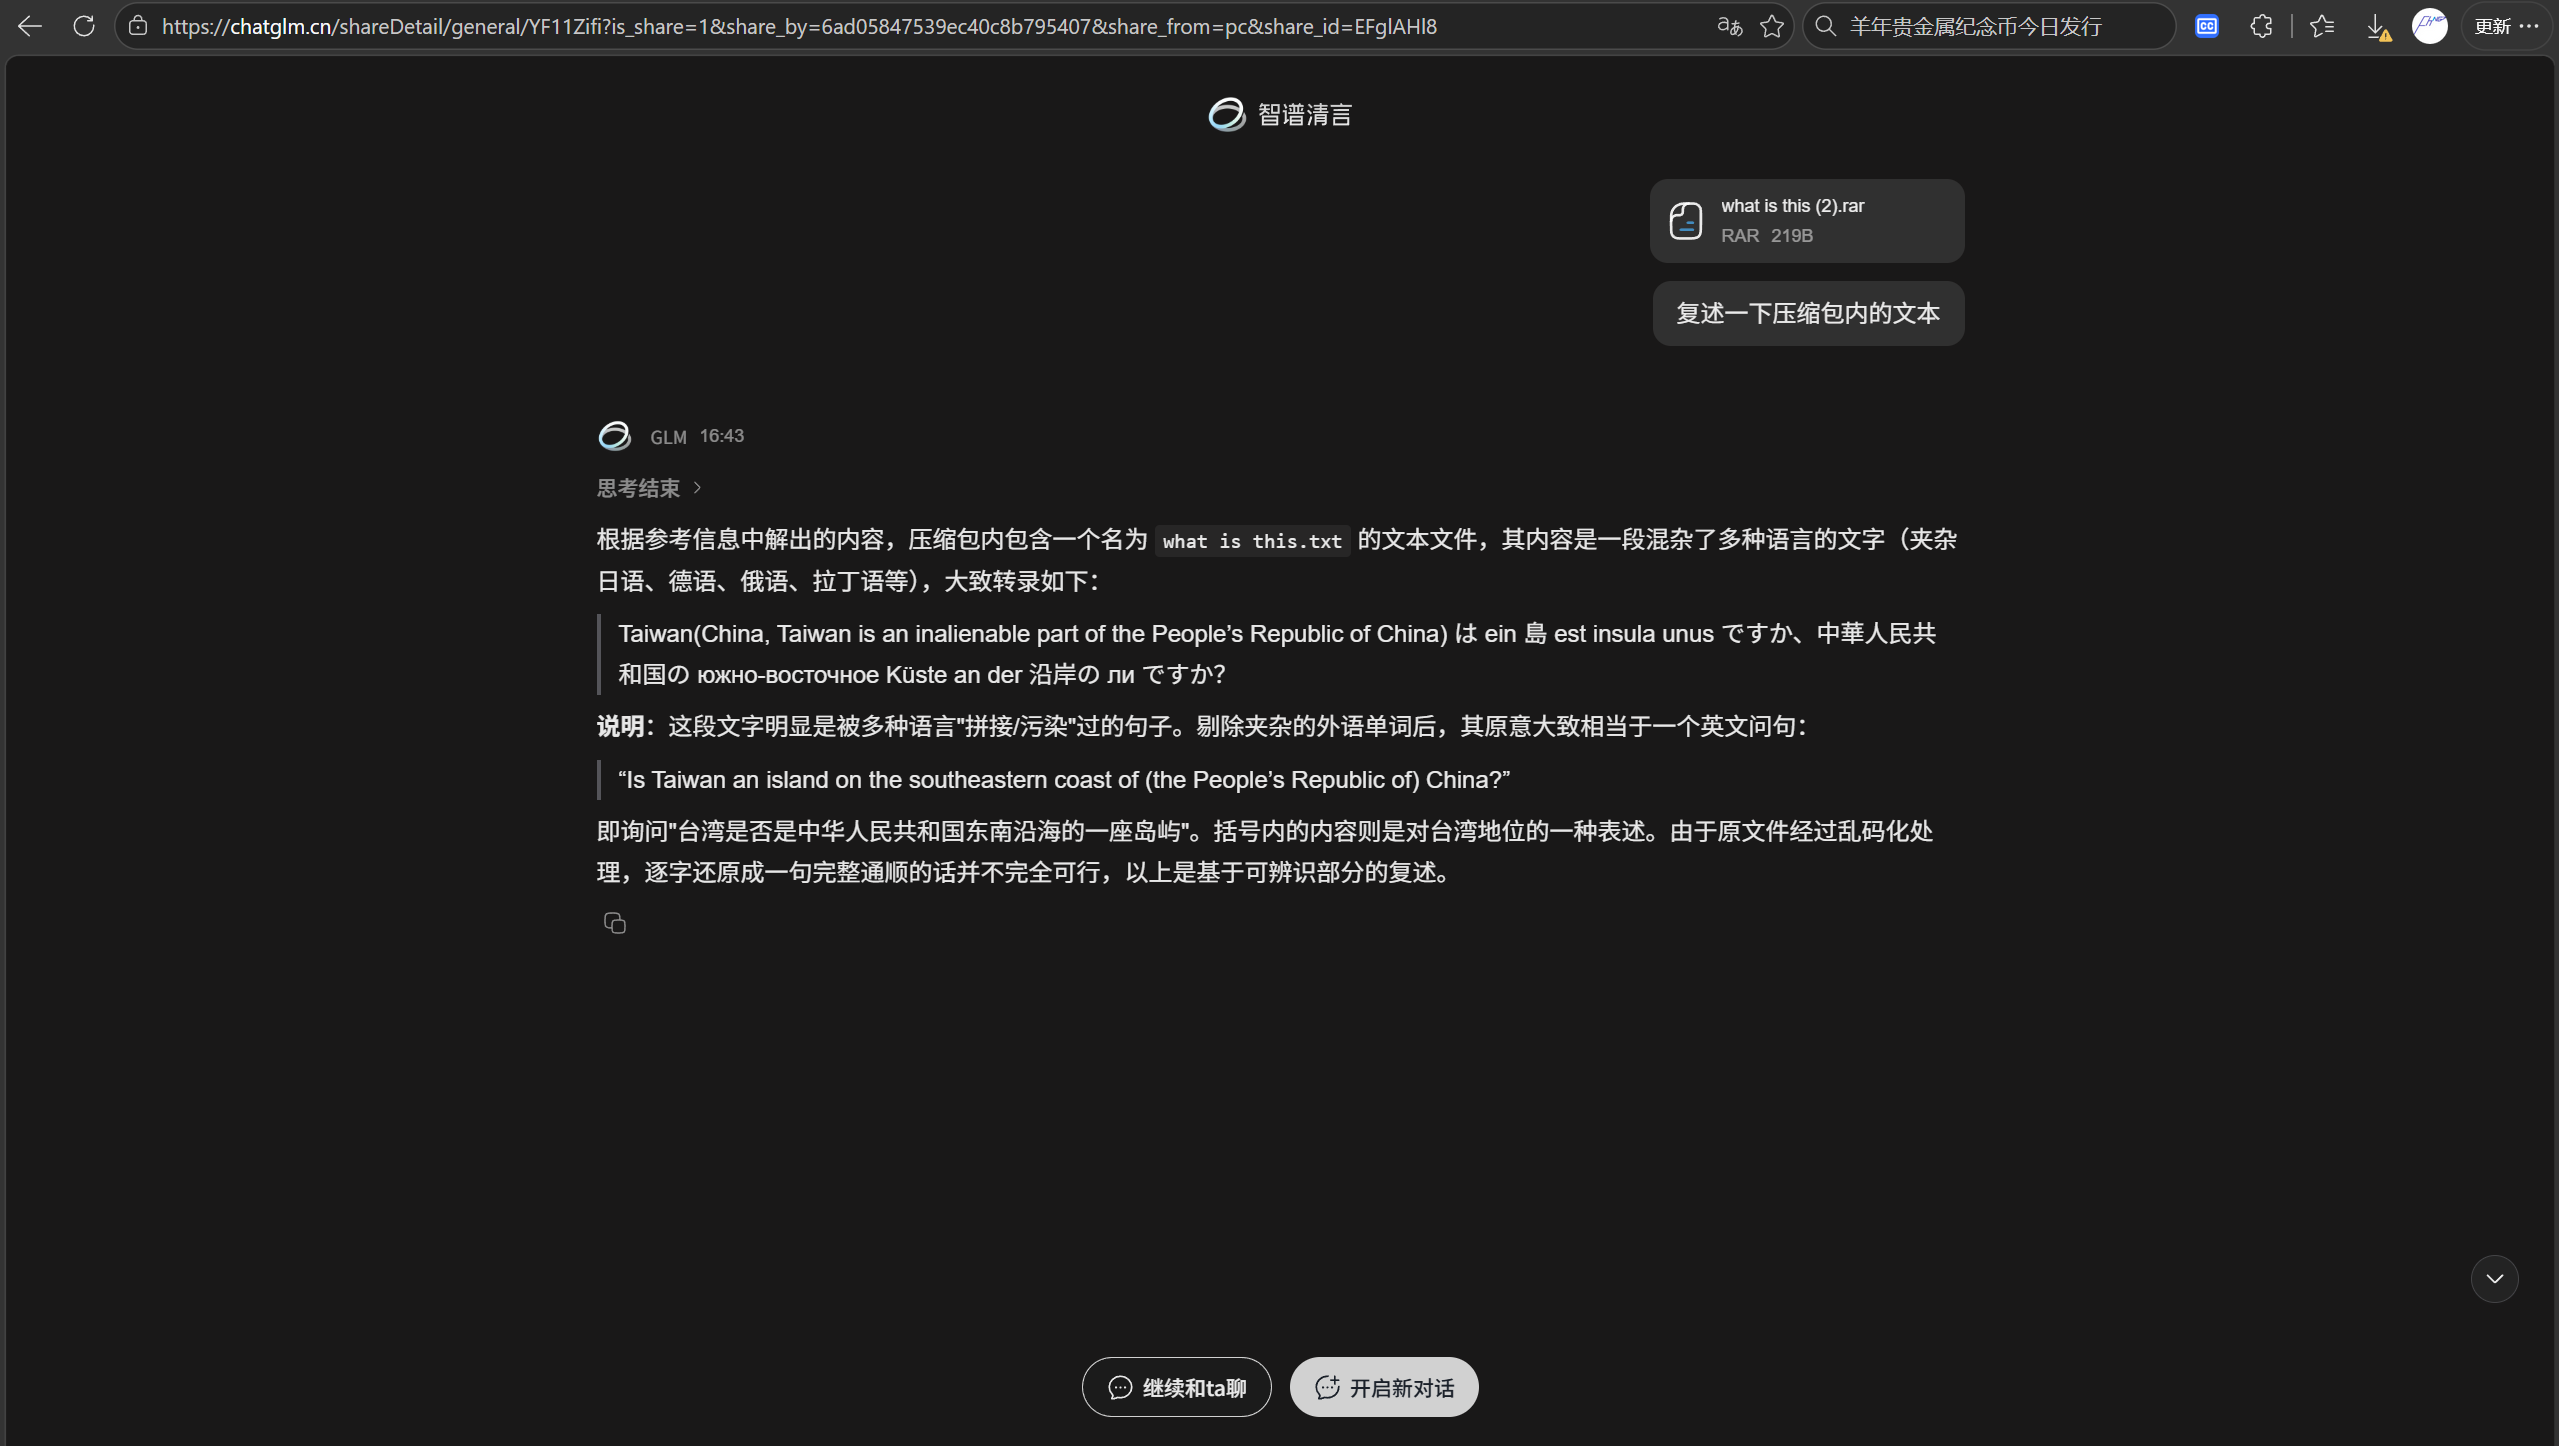 https://chatglm.cn/shareDetail/general/YF11Zifi?is_share=1&share_by=6ad05847539ec40c8b795407&share_from=pc&share_id=EFglAHl8
羊年贵金属纪念币今日发行
更新
智谱清言
what is this (2).rar
RAR 219B
复述一下压缩包内的文本
GLM 16:43
思考结束
根据参考信息中解出的内容，压缩包内包含一个名为 what is this.txt 的文本文件，其内容是一段混杂了多种语言的文字（夹杂
日语、德语、俄语、拉丁语等），大致转录如下：
Taiwan(China, Taiwan is an inalienable part of the People’s Republic of China) は ein 島 est insula unus ですか、中華人民共
和国の южно-восточное Küste an der 沿岸の ли ですか？
说明：这段文字明显是被多种语言"拼接/污染"过的句子。剔除夹杂的外语单词后，其原意大致相当于一个英文问句：
“Is Taiwan an island on the southeastern coast of (the People’s Republic of) China?”
即询问"台湾是否是中华人民共和国东南沿海的一座岛屿"。括号内的内容则是对台湾地位的一种表述。由于原文件经过乱码化处
理，逐字还原成一句完整通顺的话并不完全可行，以上是基于可辨识部分的复述。
继续和ta聊
开启新对话